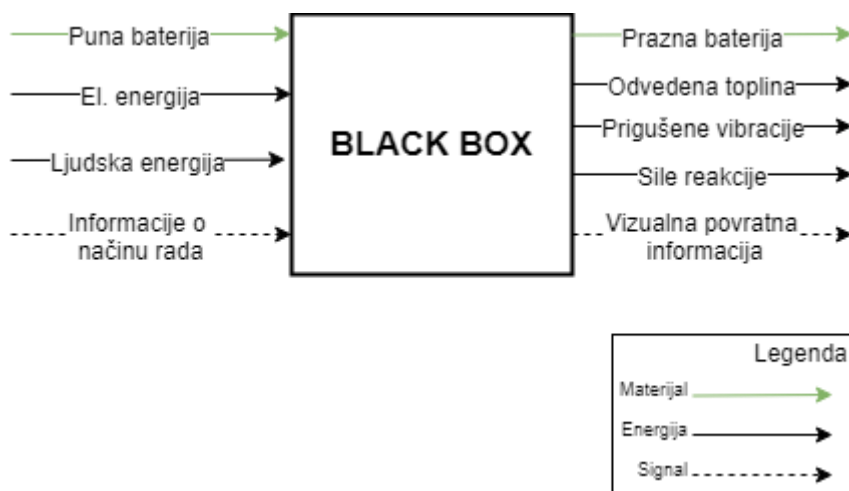 Puna baterija
El. energija
Ljudska energija
Informacije o
načinu rada
BLACK BOX
Prazna baterija
Odvedena toplina
Prigušene vibracije
Sile reakcije
Vizualna povratna
informacija
Legenda
Materijal
Energija
Signal